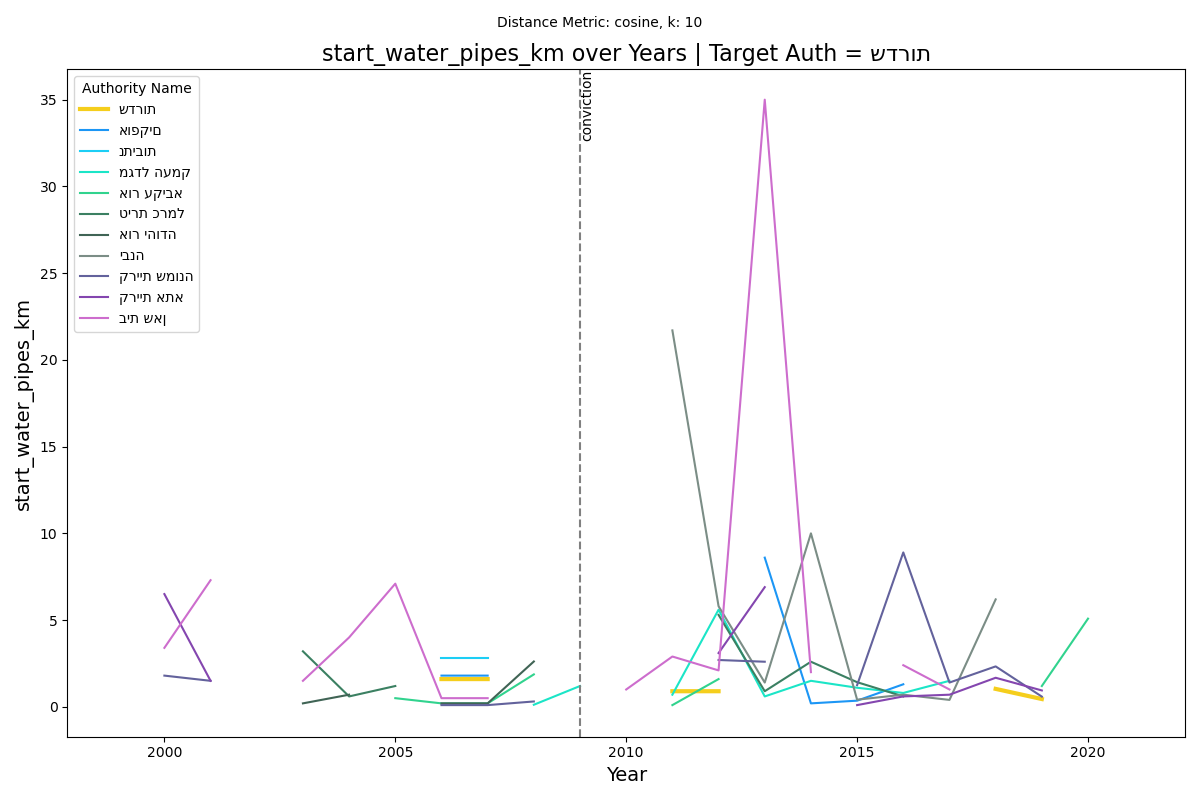 Distance Metric: cosine, k: 10
start_water_pipes_km over Years | Target Auth = שדרות
Authority Name
שדרות
אופקים
נתיבות
מגדל העמק
אור עקיבא
טירת כרמל
אור יהודה
יבנה
קריית שמונה
קריית אתא
בית שאן
conviction
start_water_pipes_km
35
30
25
20
15
10
5
0
2000
2005
2010
2015
2020
Year